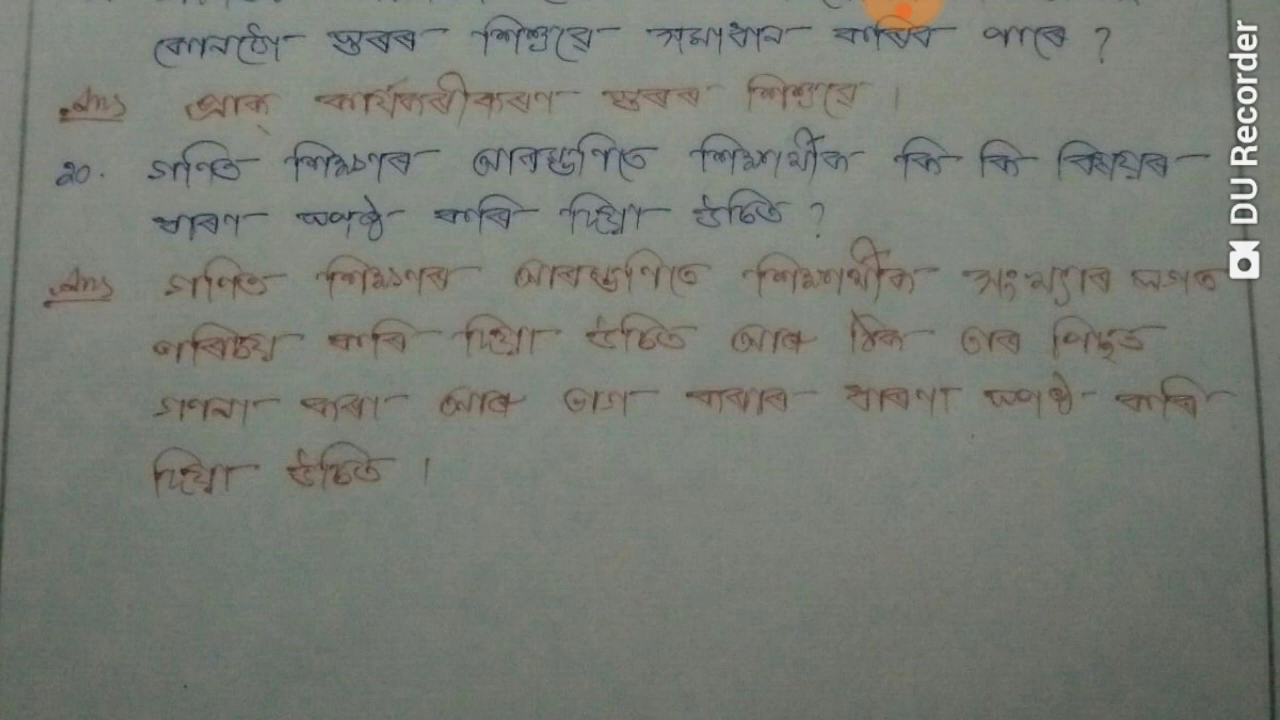 কোনটো স্তৰৰ শিশুৱে সমাধান কৰিব পাৰে ?
Ans প্ৰাক্ কাৰ্যকৰীকৰণ স্তৰৰ শিশুৱে ।
২০. গণিত শিক্ষণৰ আৰম্ভণিতে শিক্ষাৰ্থীক কি কি বিষয়ৰ
ধাৰণা স্পষ্ট কৰি দিয়া উচিত ?
Ans গণিত শিক্ষণৰ আৰম্ভণিতে শিক্ষাৰ্থীক সংখ্যাৰ লগত
পৰিচয় কৰি দিয়া উচিত আৰু ঠিক তাৰ পিছত
গণনা কৰা আৰু ভাগ কৰাৰ ধাৰণা স্পষ্ট কৰি
দিয়া উচিত ।
DU Recorder